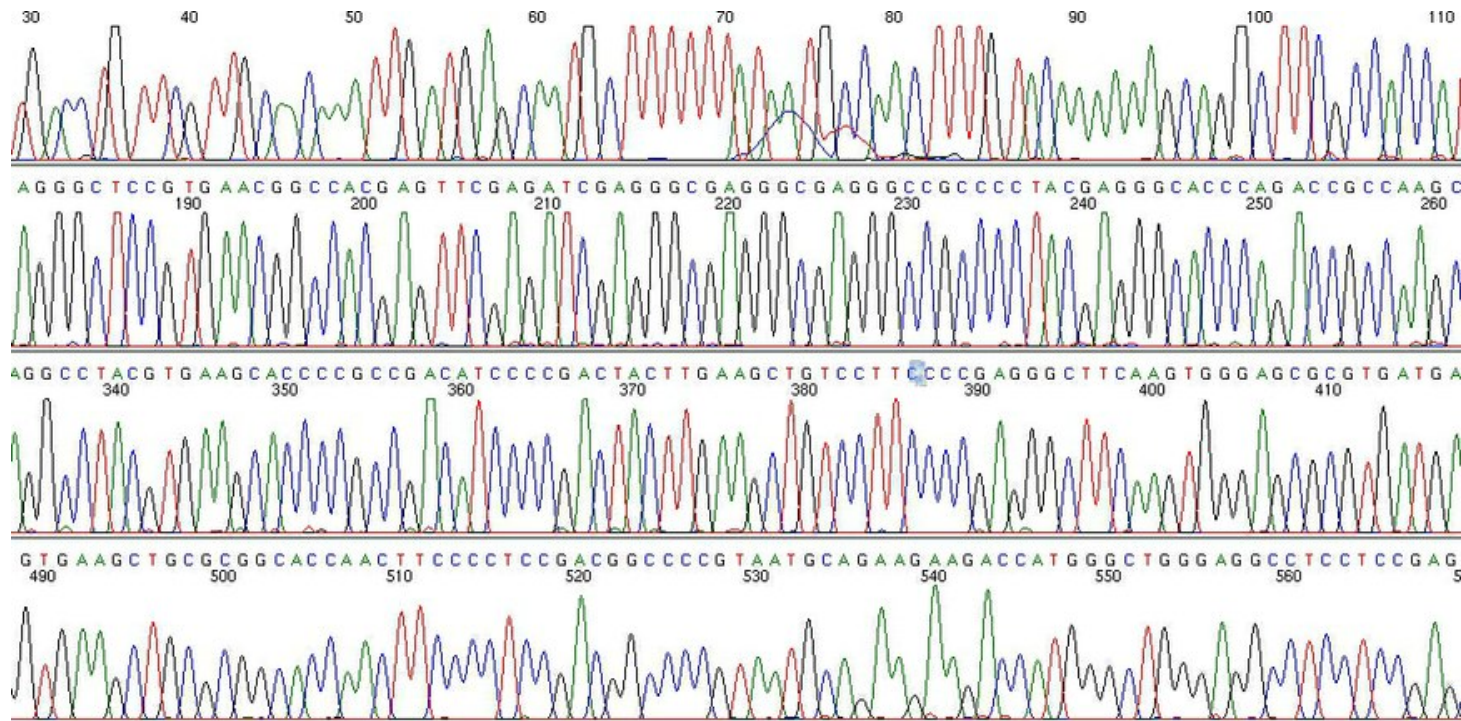 30 40 50 60 70 80 90 100 110
AGGGCTCCGTGAACGGCCACGAGTTCGAGATCGAGGGCGAGGGCGAGGGCCGCCCCTACGAGGGCACCCAGACCGCCAAGC
190 200 210 220 230 240 250 260
AGGCCTACGTGAAGCACCCCGCCGACATCCCCGACTACTTGAAGCTGTCCTTCCCCGAGGGCTTCAAGTGGGAGCGCGTGATGA
340 350 360 370 380 390 400 410
GTGAAGCTGCGCGGCACCAACTTCCCCTCCGACGGCCCCGTAATGCAGAAGAAGACCATGGGCTGGGAGGCCTCCTCCGAG
490 500 510 520 530 540 550 560 5